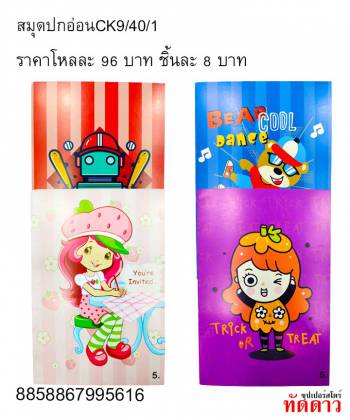 สมุดปกอ่อนCK9/40/1
ราคาโหลละ 96 บาท ชิ้นละ 8 บาท
BEAR COOL
Dance
You're
Invited...
TRICK TREAT
OR
5.
5.
8858867995616
ซุปเปอร์สโตร์
ทัดดาว